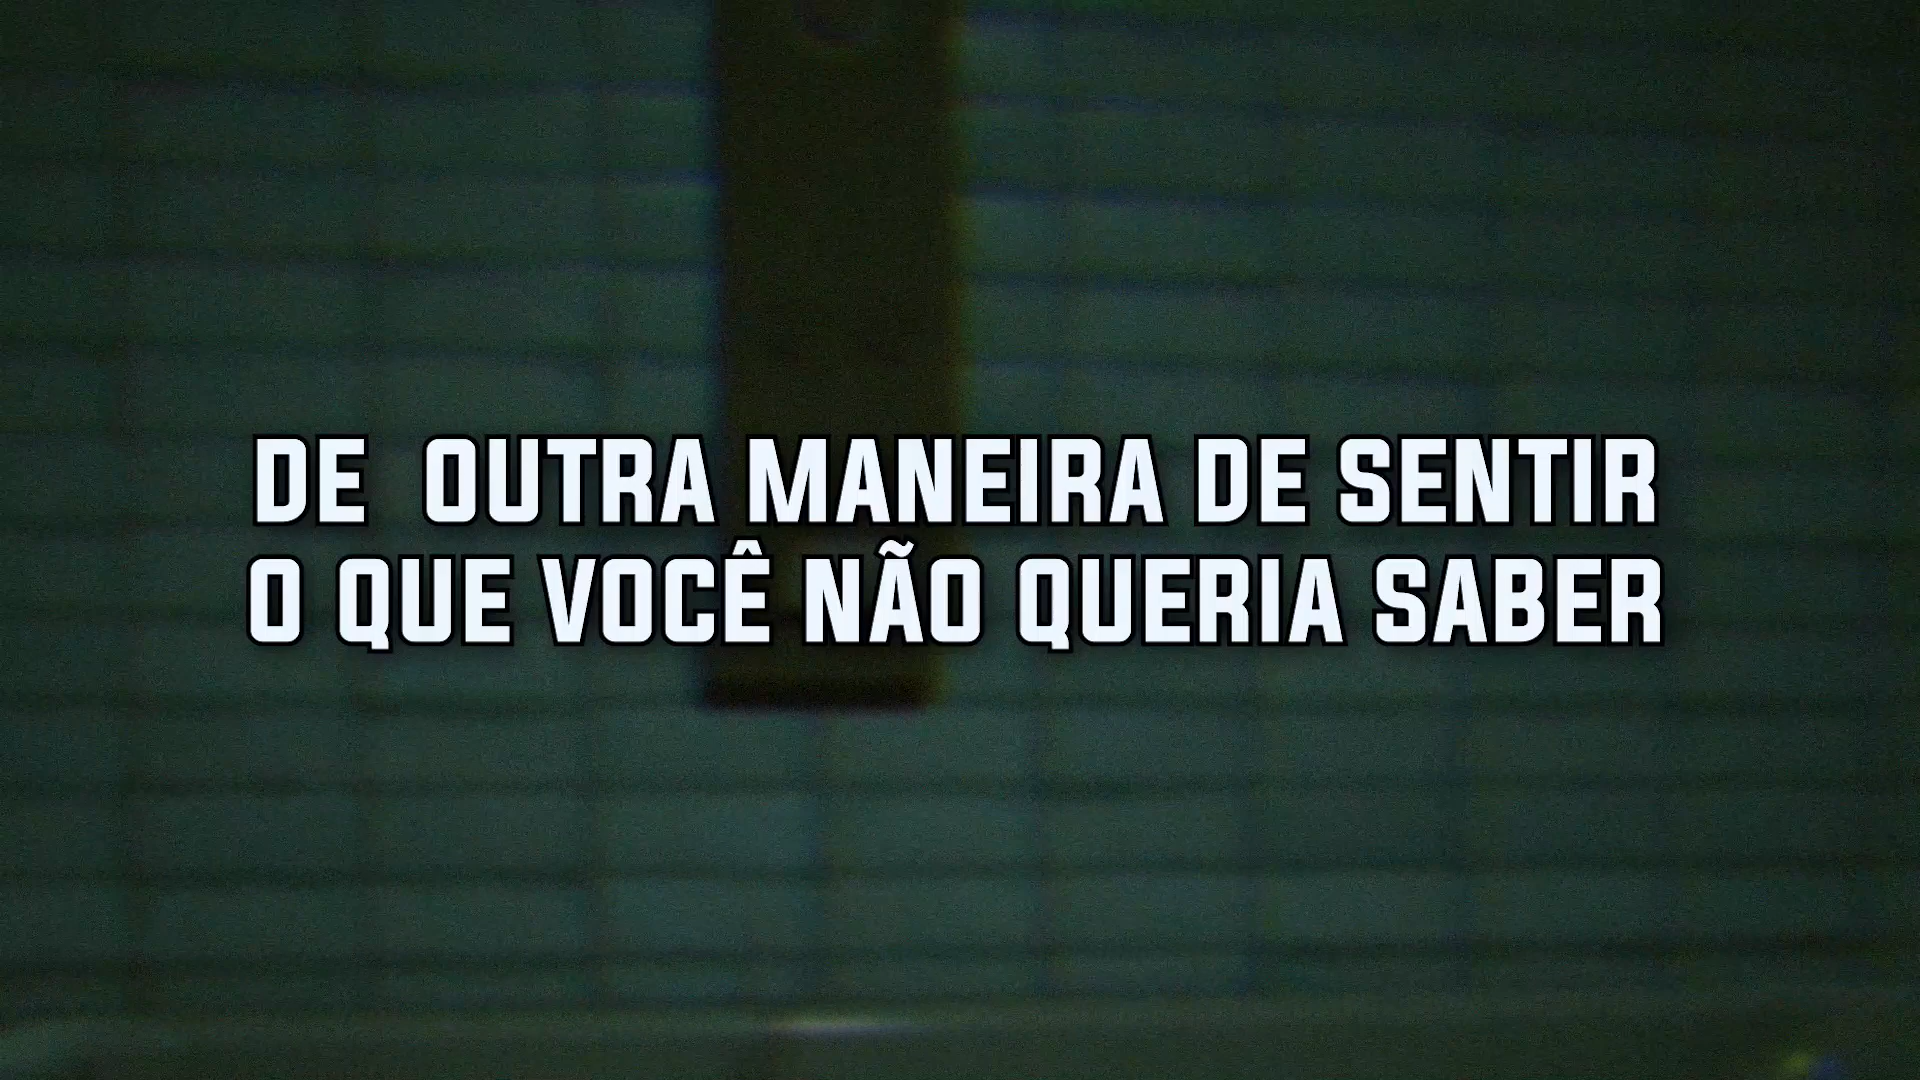 DE  OUTRA MANEIRA DE SENTIR
O QUE VOCÊ NÃO QUERIA SABER